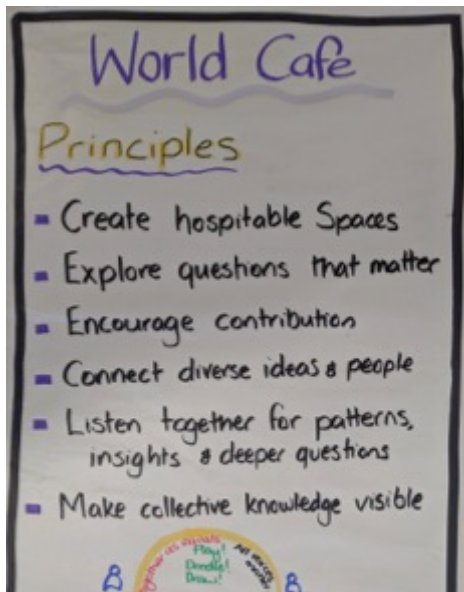 World Cafe
Principles
Create hospitable Spaces
Explore questions that matter
Encourage contribution
Connect diverse ideas & people
Listen together for patterns,
insights & deeper questions
Make collective knowledge visible
Play!
Doodle!
Draw!